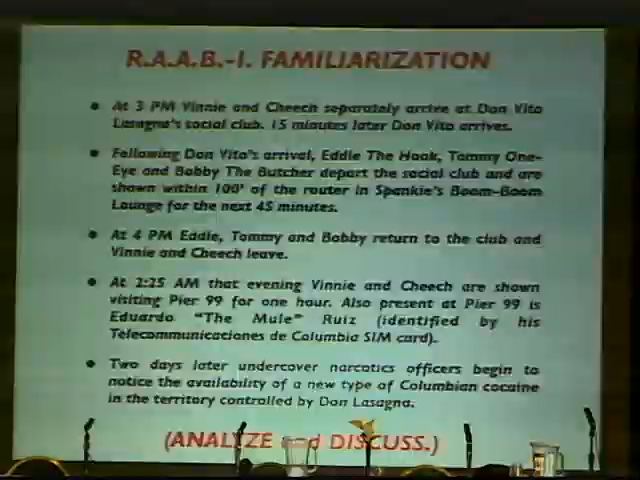 R.A.A.B.-I. FAMILIARIZATION
• At 3 PM Vinnie and Cheech separately arrive at Don Vito
Lasagna's social club. 15 minutes later Don Vito arrives.
• Following Don Vito's arrival, Eddie The Hook, Tommy One-
Eye and Bobby The Butcher depart the social club and are
shown within 100' of the router in Spankie's Boom-Boom
Lounge for the next 45 minutes.
• At 4 PM Eddie, Tommy and Bobby return to the club and
Vinnie and Cheech leave.
• At 2:25 AM that evening Vinnie and Cheech are shown
visiting Pier 99 for one hour. Also present at Pier 99 is
Eduardo "The Mule" Ruiz (identified by his
Telecommunicaciones de Columbia SIM card).
• Two days later undercover narcotics officers begin to
notice the availability of a new type of Columbian cocaine
in the territory controlled by Don Lasagna.
(ANALYZE and DISCUSS.)